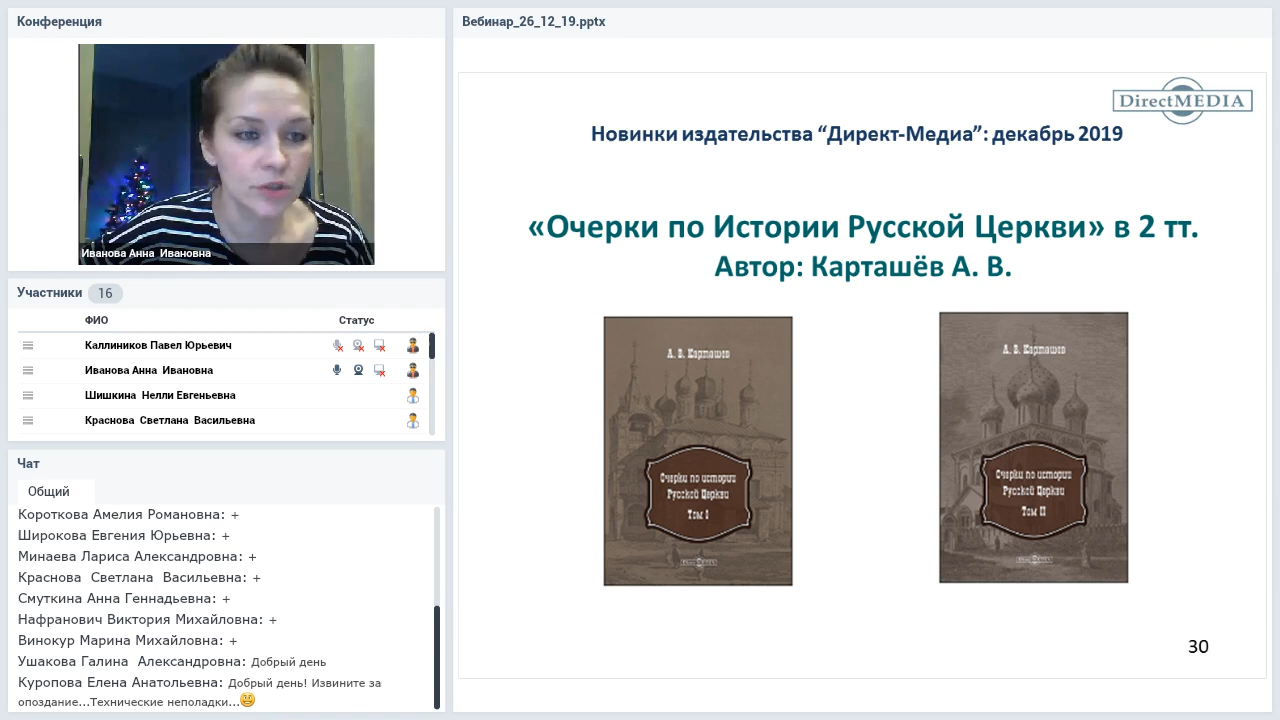 Конференция
Иванова Анна Ивановна
Участники 16
ФИО Статус
Каллиников Павел Юрьевич
Иванова Анна Ивановна
Шишкина Нелли Евгеньевна
Краснова Светлана Васильевна
Чат
Общий
Короткова Амелия Романовна: +
Широкова Евгения Юрьевна: +
Минаева Лариса Александровна: +
Краснова Светлана Васильевна: +
Смуткина Анна Геннадьевна: +
Нафранович Виктория Михайловна: +
Винокур Марина Михайловна: +
Ушакова Галина Александровна: Добрый день
Куропова Елена Анатольевна: Добрый день! Извините за
опоздание...Технические неполадки...
Вебинар_26_12_19.pptx
DirectMEDIA
Новинки издательства “Директ-Медиа”: декабрь 2019
«Очерки по Истории Русской Церкви» в 2 тт.
Автор: Карташёв А. В.
А. В. Карташев
Очерки по истории
Русской Церкви
Том I
DirectMEDIA
А. В. Карташев
Очерки по истории
Русской Церкви
Том II
DirectMEDIA
30